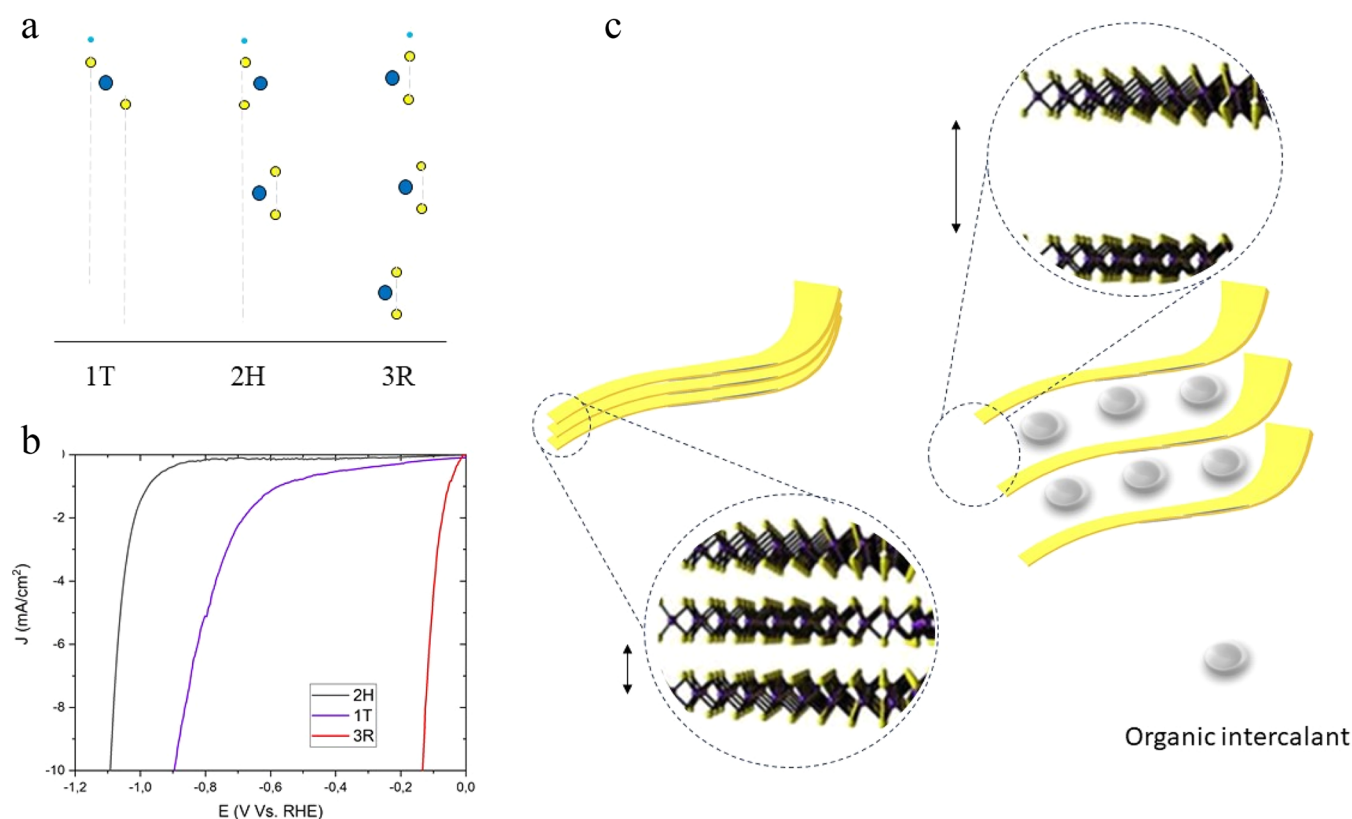 a
c
1T 2H 3R
b
0
-2
-4
-6
-8
-10
J (mA/cm²)
2H
1T
3R
-1,2 -1,0 -0,8 -0,6 -0,4 -0,2 0,0
E (V Vs. RHE)
Organic intercalant